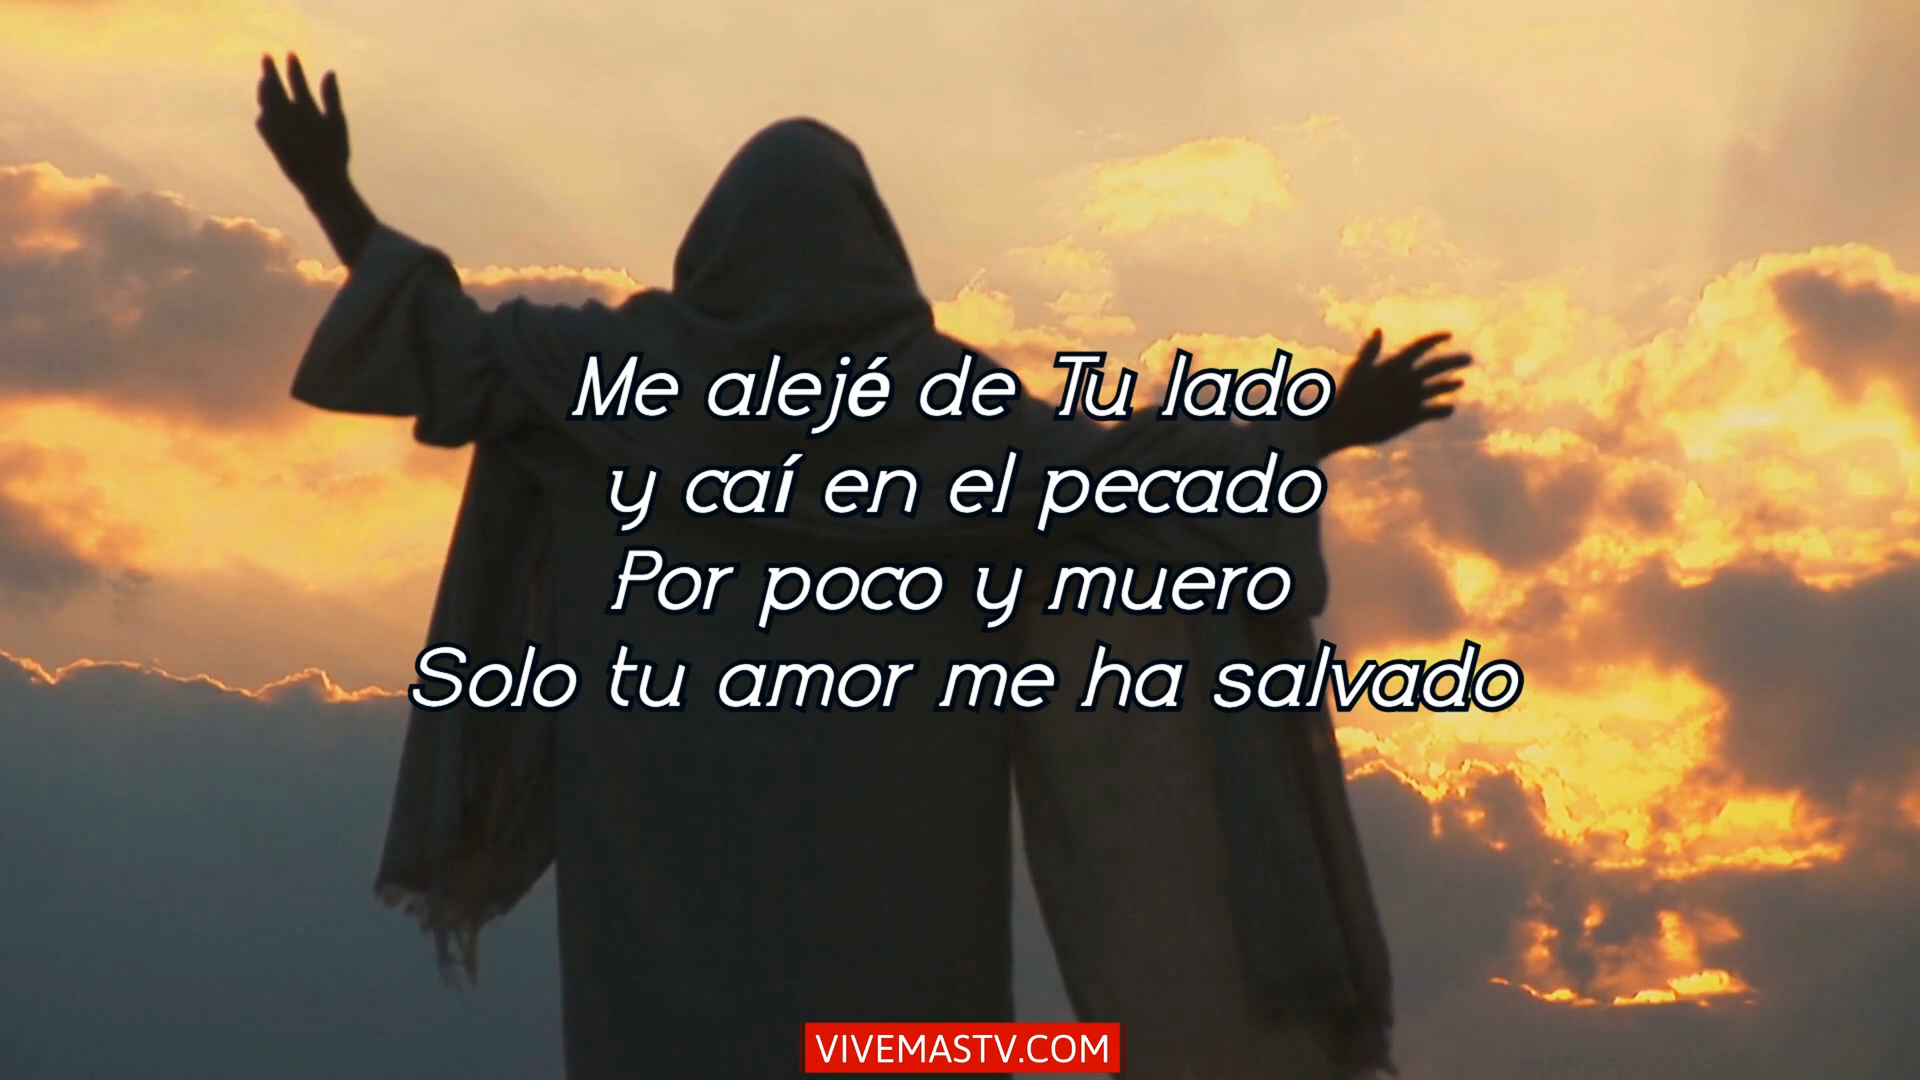 Me alejé de Tu lado
y caí en el pecado
Por poco y muero
Solo tu amor me ha salvado
VIVEMASTV.COM